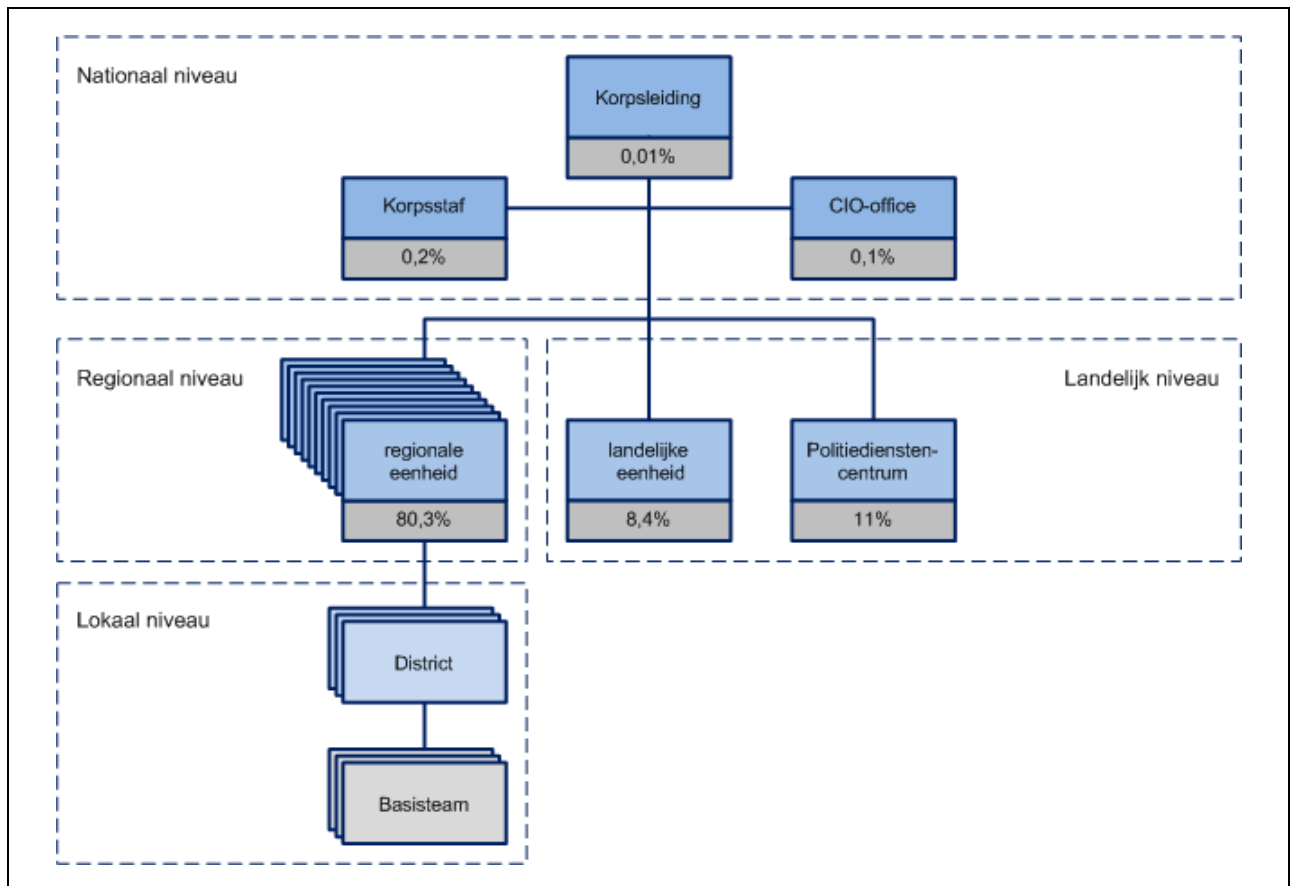 Nationaal niveau
Korpsleiding
0,01%
Korpsstaf
0,2%
CIO-office
0,1%
Regionaal niveau
regionale
eenheid
80,3%
Landelijk niveau
landelijke
eenheid
8,4%
Politiediensten-
centrum
11%
Lokaal niveau
District
Basisteam